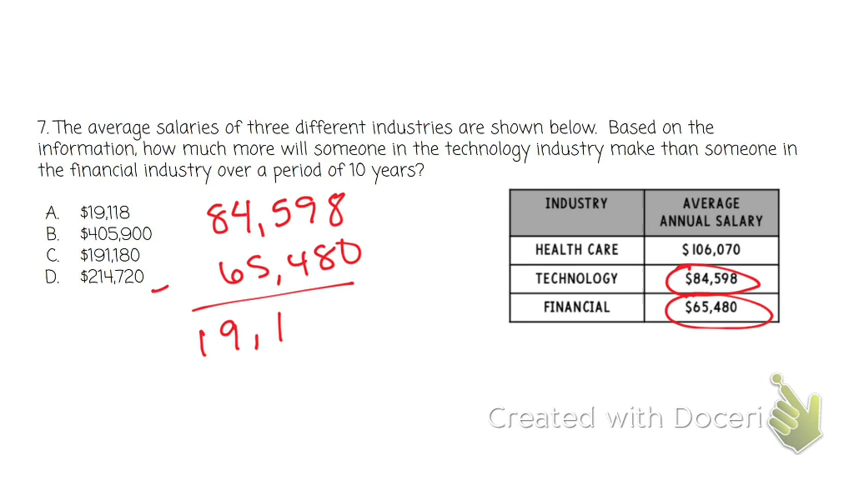 7. The average salaries of three different industries are shown below. Based on the
information, how much more will someone in the technology industry make than someone in
the financial industry over a period of 10 years?
A. $19,118
B. $405,900
C. $191,180
D. $214,720
84,598
- 65,480
19,1
INDUSTRY AVERAGE ANNUAL SALARY
HEALTH CARE $106,070
TECHNOLOGY $84,598
FINANCIAL $65,480
Created with Doceri